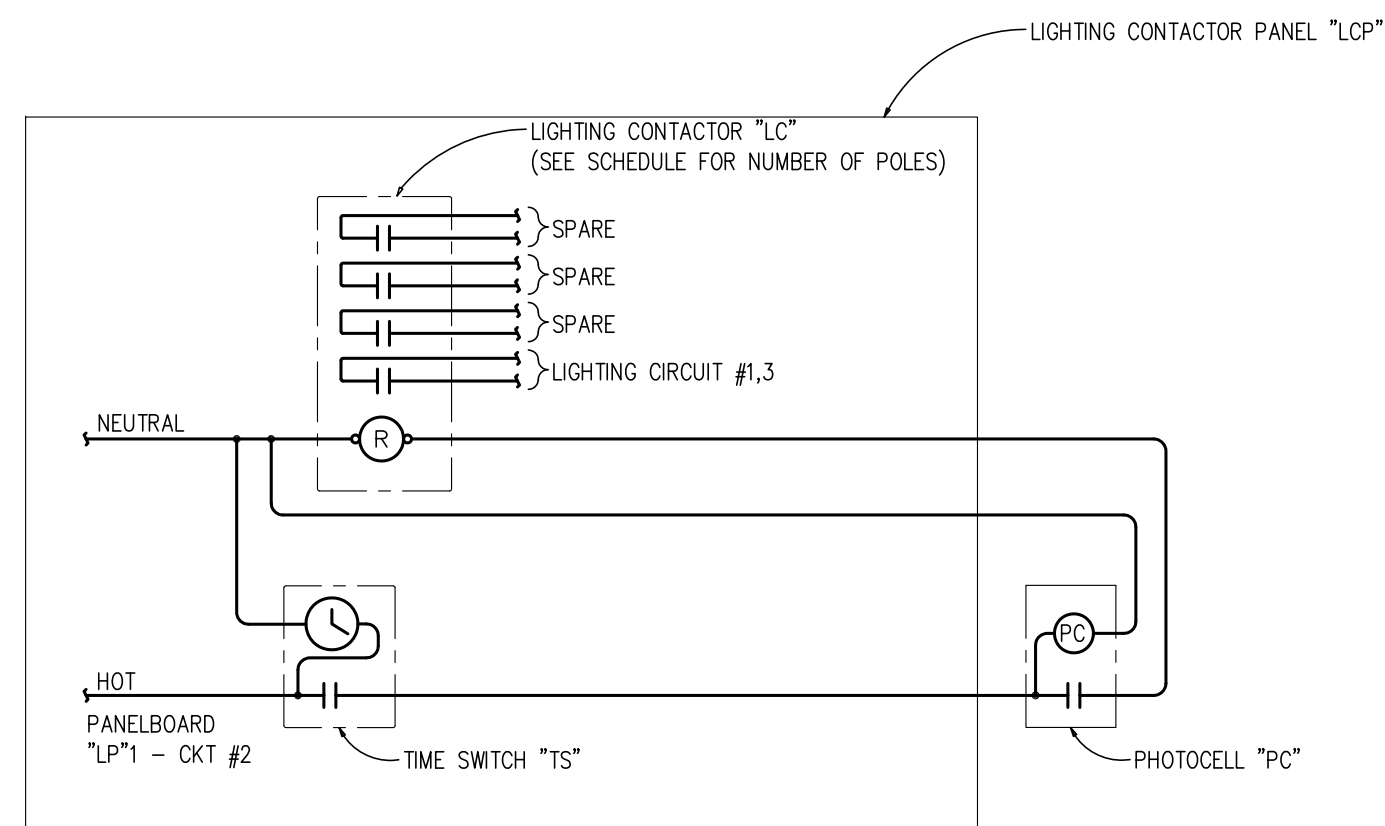 LIGHTING CONTACTOR PANEL "LCP"
LIGHTING CONTACTOR "LC"
(SEE SCHEDULE FOR NUMBER OF POLES)
SPARE
SPARE
SPARE
LIGHTING CIRCUIT #1,3
NEUTRAL
R
PC
HOT
PANELBOARD
"LP"1 – CKT #2
TIME SWITCH "TS"
PHOTOCELL "PC"